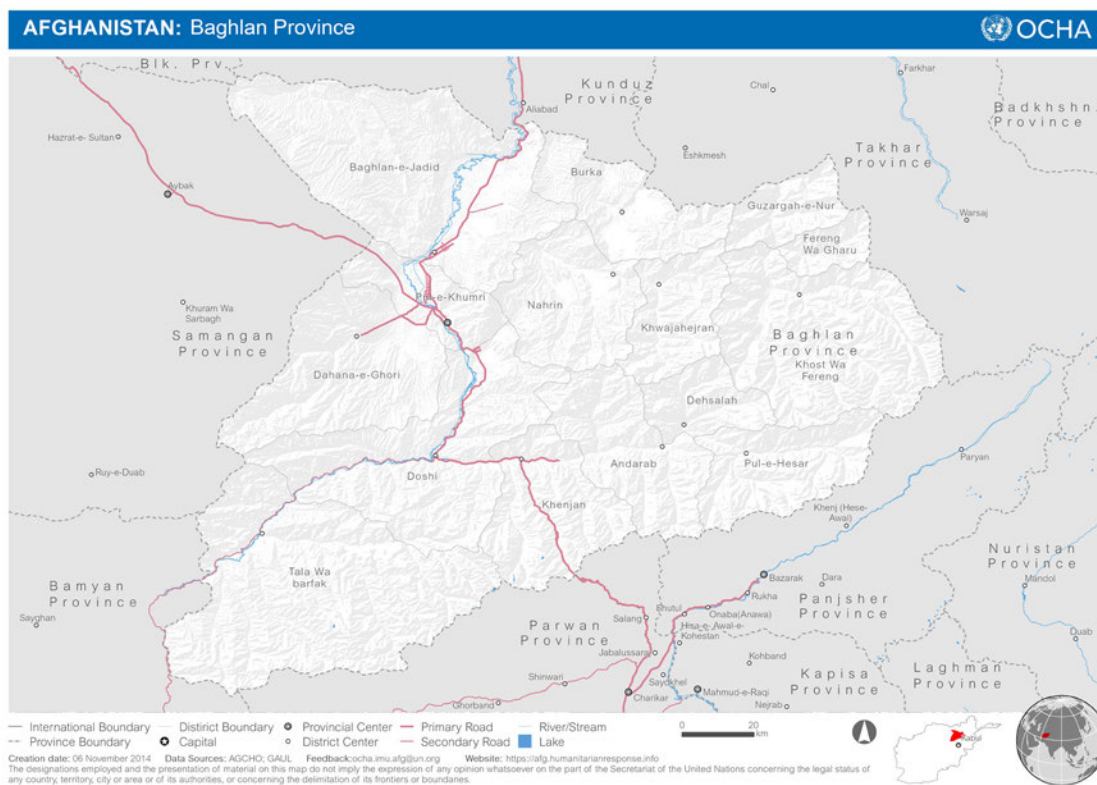 AFGHANISTAN: Baghlan Province
OCHA
Blk. Prv.
Kunduz
Province
Chal
Farkhar
Badkhshn.
Province
Aliabad
Hazrat-e- Sultan
Takhar
Province
Baghlan-e-Jadid
Burka
Eshkmesh
Aybak
Guzargah-e-Nur
Warsaj
Fereng
Wa Gharu
Khuram Wa
Sarbagh
Pul-e-Khumri
Nahrin
Samangan
Province
Khwajahejran
Baghlan
Province
Khost Wa
Fereng
Dahana-e-Ghori
Dehsalah
Ruy-e-Duab
Doshi
Andarab
Pul-e-Hesar
Paryan
Khenjan
Khenj (Hese-
Awal)
Nuristan
Province
Tala Wa
barfak
Bazarak
Dara
Mandol
Bamyan
Province
Rukha
Panjsher
Province
Sayghan
Parwan
Province
Salang
Shutul
Onaba(Anawa)
Hisa-e- Awal-e-
Kohestan
Duab
Jabalussaraj
Kohband
Laghman
Province
Kapisa
Province
Shinwari
Saydkhel
Ghorband
Charikar
Mahmud-e-Raqi
Nejrab
International Boundary
District Boundary
Provincial Center
Primary Road
River/Stream
0 20
km
Province Boundary
Capital
District Center
Secondary Road
Lake
Kabul
Creation date: 06 November 2014 Data Sources: AGCHO; GAUL Feedback:ocha.imu.afg@un.org Website: https://afg.humanitarianresponse.info
The designations employed and the presentation of material on this map do not imply the expression of any opinion whatsoever on the part of the Secretariat of the United Nations concerning the legal status of
any country, territory, city or area or of its authorities, or concerning the delimitation of its frontiers or boundaries.